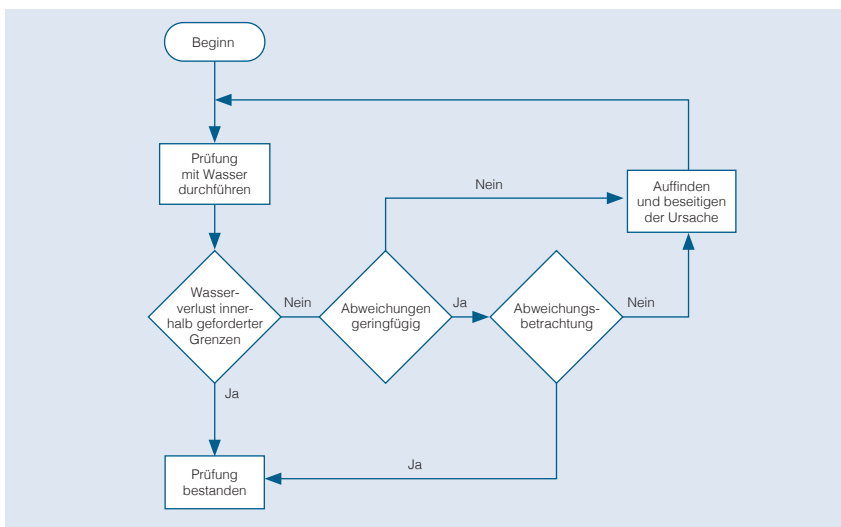 Beginn
Prüfung
mit Wasser
durchführen
Nein
Auffinden
und beseitigen
der Ursache
Wasser-
verlust inner-
halb geforderter
Grenzen
Nein
Abweichungen
geringfügig
Ja
Abweichungs-
betrachtung
Nein
Ja
Ja
Prüfung
bestanden